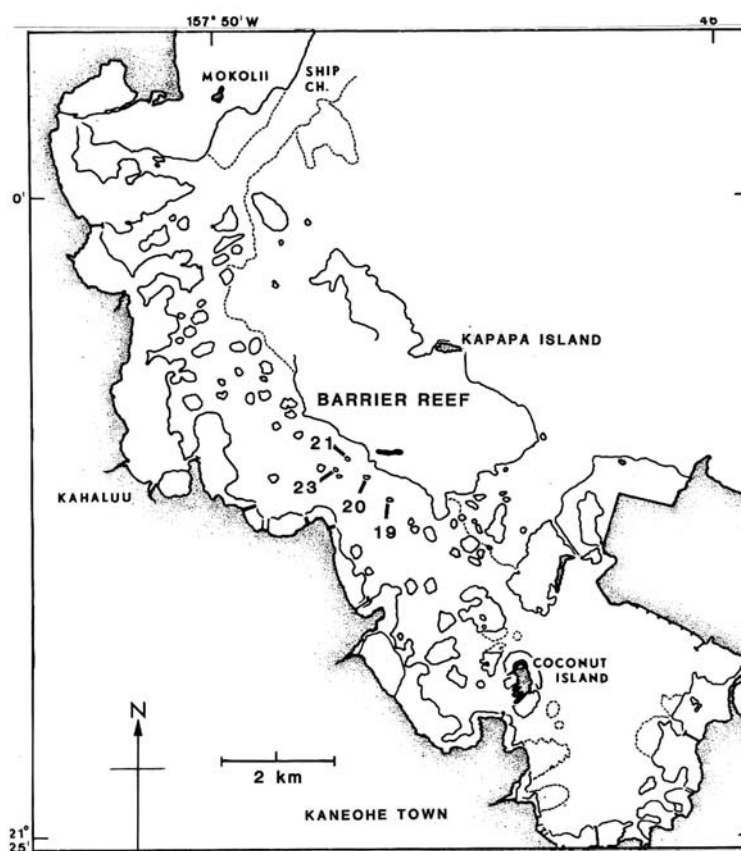 157° 50' W
46
MOKOLII
SHIP
CH.
0'
KAPAPA ISLAND
BARRIER REEF
21
23
20
19
KAHALUU
COCONUT
ISLAND
N
2 km
KANEOHE TOWN
21°
25'